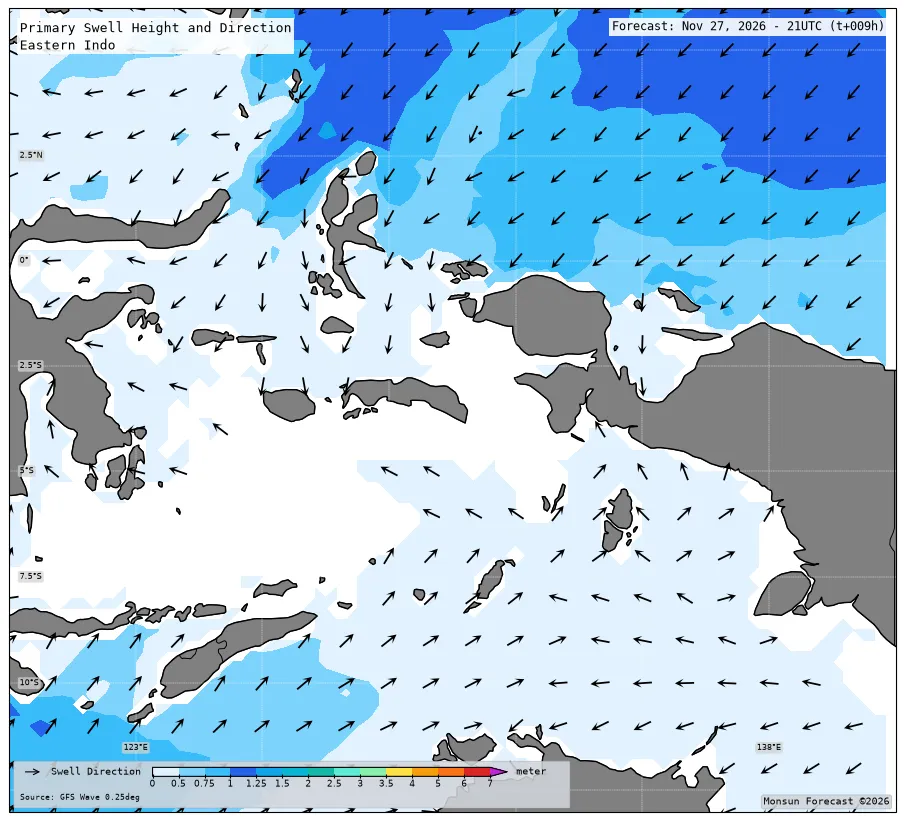 Primary Swell Height and Direction
Eastern Indo
Forecast: Nov 27, 2026 - 21UTC (t+009h)
2.5°N
0°
2.5°S
5°S
7.5°S
10°S
123°E
138°E
Swell Direction
0 0.5 0.75 1 1.25 1.5 2 2.5 3 3.5 4 5 6 7
meter
Source: GFS Wave 0.25deg
Monsun Forecast ©2026